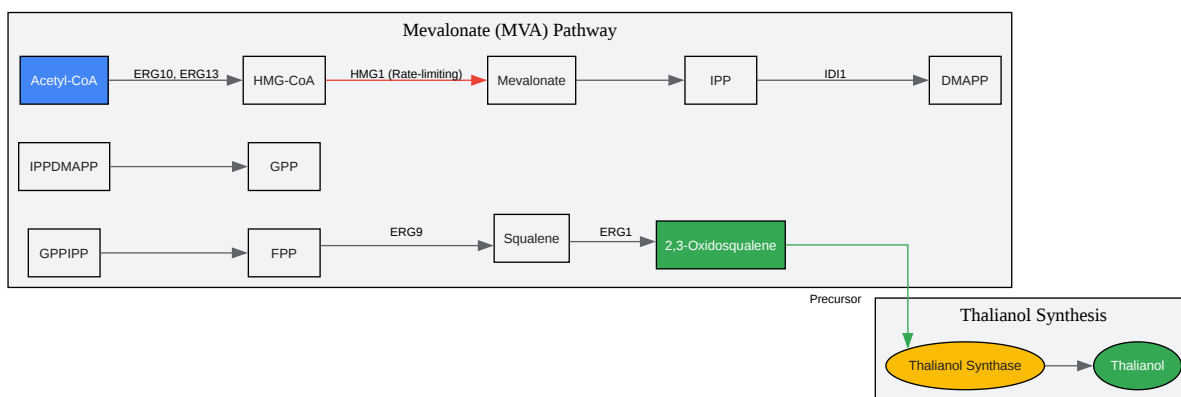 Mevalonate (MVA) Pathway
Acetyl-CoA
ERG10, ERG13
HMG-CoA
HMG1 (Rate-limiting)
Mevalonate
IPP
IDI1
DMAPP
IPPDMAPP
GPP
GPPIPP
FPP
ERG9
Squalene
ERG1
2,3-Oxidosqualene
Precursor
Thalianol Synthesis
Thalianol Synthase
Thalianol